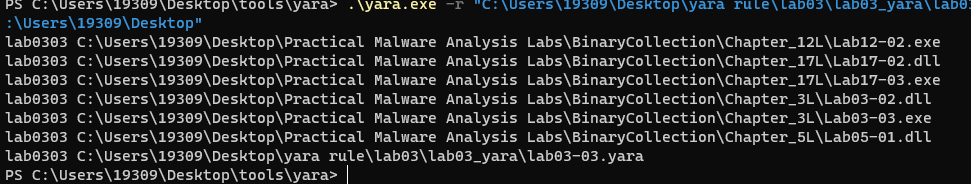 PS C:\Users\19309\Desktop\tools\yara> .\yara.exe -r "C:\Users\19309\Desktop\yara rule\lab03\lab03_yara\lab0
:\Users\19309\Desktop"
lab0303 C:\Users\19309\Desktop\Practical Malware Analysis Labs\BinaryCollection\Chapter_12L\Lab12-02.exe
lab0303 C:\Users\19309\Desktop\Practical Malware Analysis Labs\BinaryCollection\Chapter_17L\Lab17-02.dll
lab0303 C:\Users\19309\Desktop\Practical Malware Analysis Labs\BinaryCollection\Chapter_17L\Lab17-03.exe
lab0303 C:\Users\19309\Desktop\Practical Malware Analysis Labs\BinaryCollection\Chapter_3L\Lab03-02.dll
lab0303 C:\Users\19309\Desktop\Practical Malware Analysis Labs\BinaryCollection\Chapter_3L\Lab03-03.exe
lab0303 C:\Users\19309\Desktop\Practical Malware Analysis Labs\BinaryCollection\Chapter_5L\Lab05-01.dll
lab0303 C:\Users\19309\Desktop\yara rule\lab03\lab03_yara\lab03-03.yara
PS C:\Users\19309\Desktop\tools\yara>